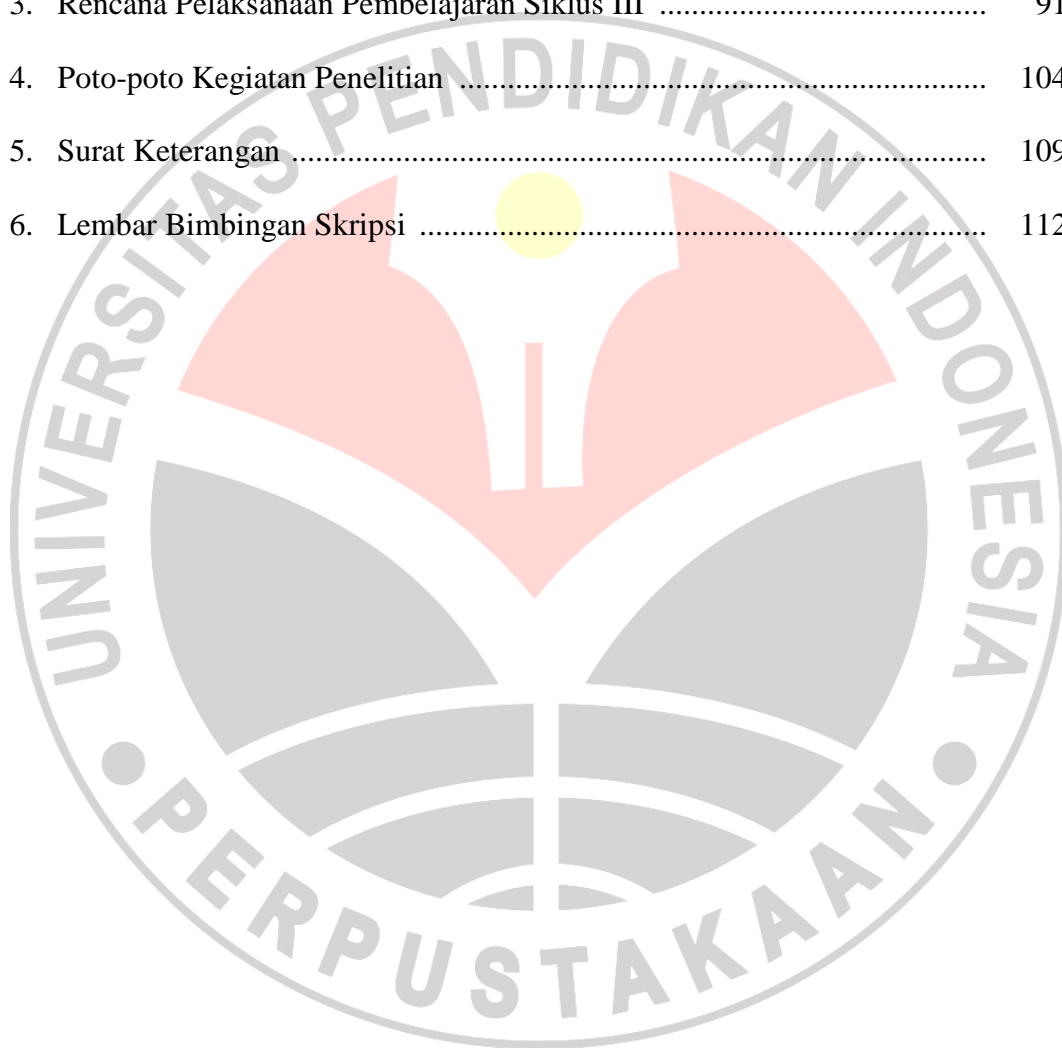 3. Rencana Pelaksanaan Pembelajaran Siklus III ........................................ 91
4. Poto-poto Kegiatan Penelitian .................................................................. 104
5. Surat Keterangan ....................................................................................... 109
6. Lembar Bimbingan Skripsi ....................................................................... 112
UNIVERSITAS PENDIDIKAN INDONESIA
PERPUSTAKAAN